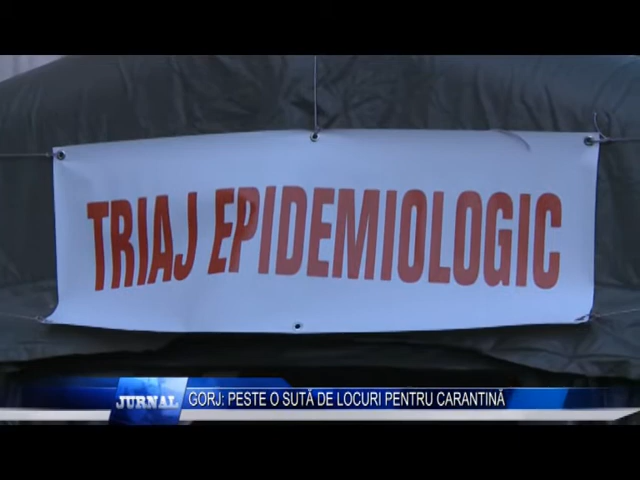 TRIAJ EPIDEMIOLOGIC
JURNAL
GORJ: PESTE O SUTĂ DE LOCURI PENTRU CARANTINĂ